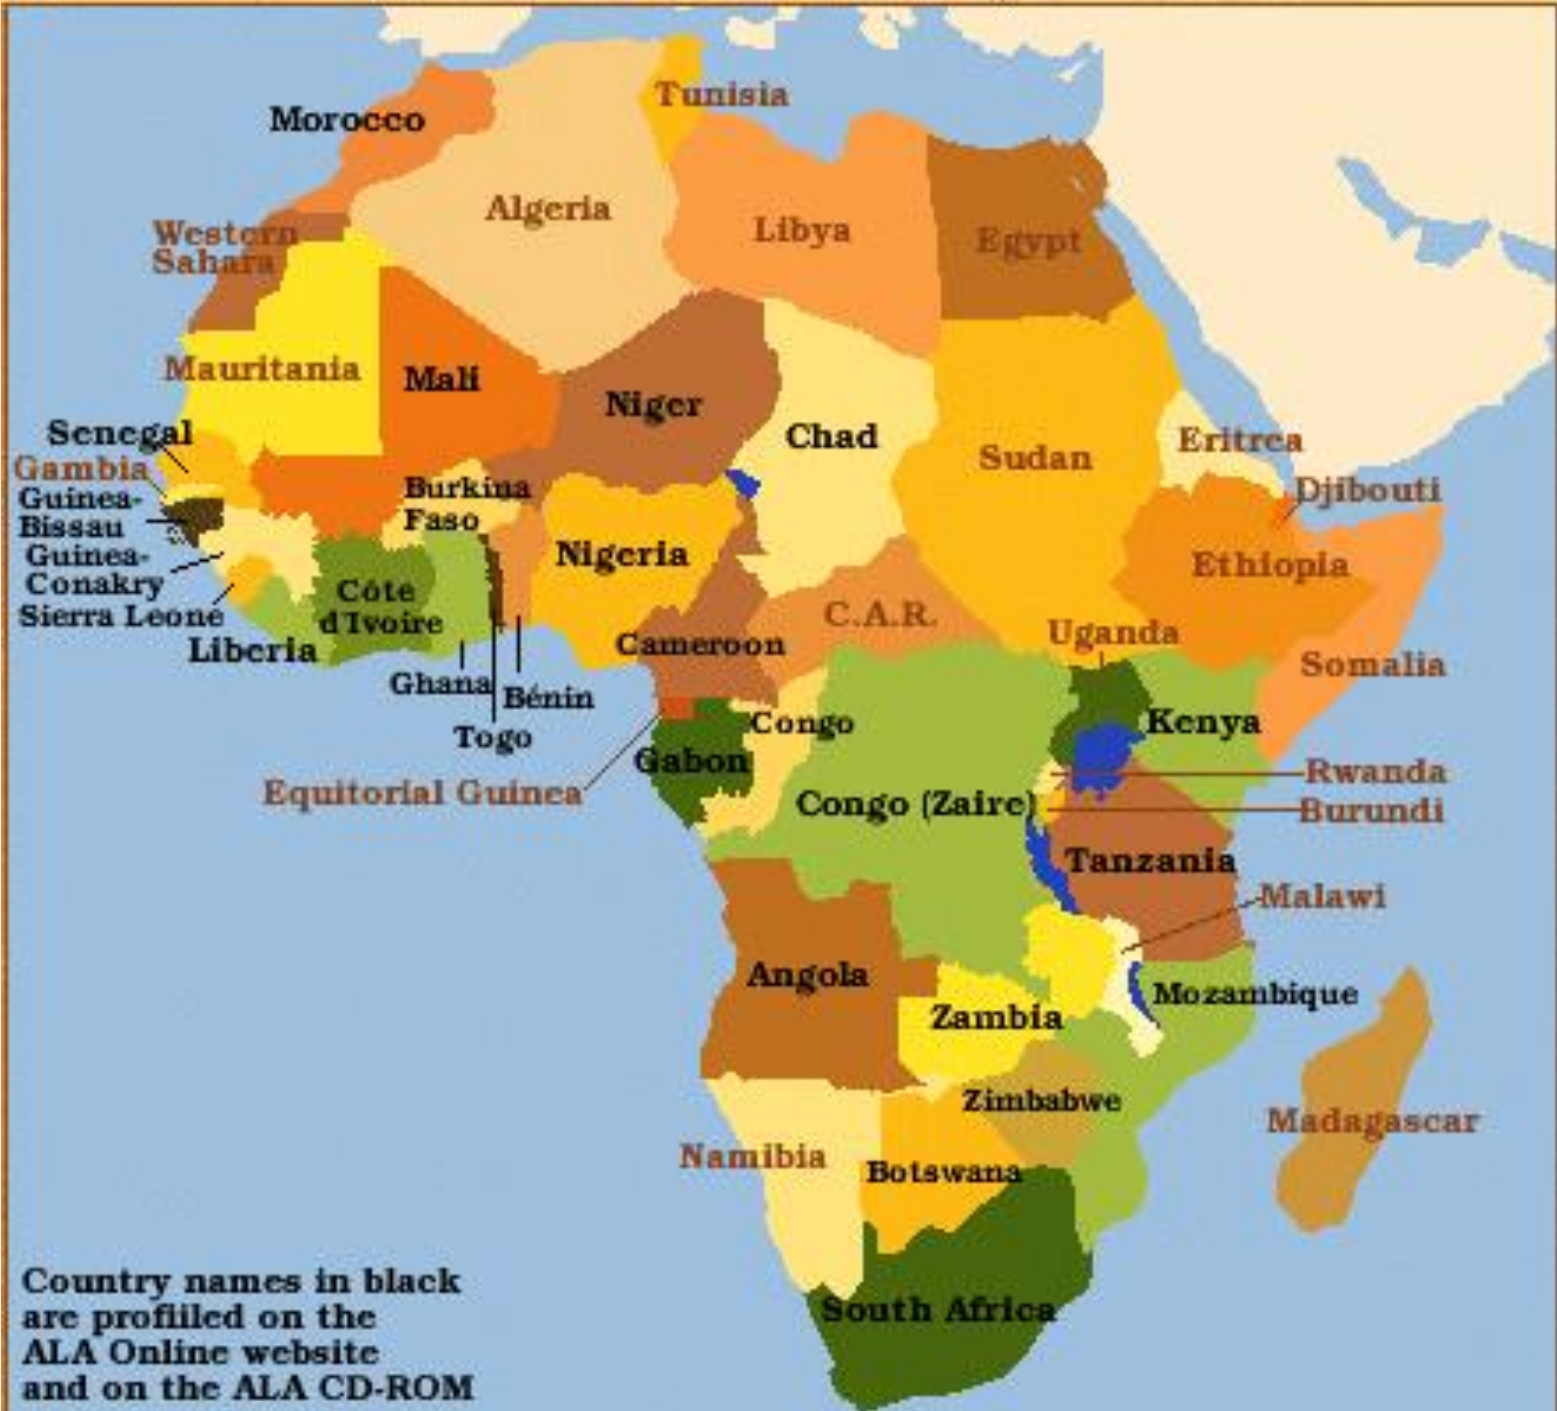 Tunisia
Morocco
Algeria
Libya
Egypt
Western
Sahara
Mauritania
Mali
Niger
Chad
Sudan
Eritrea
Senegal
Gambia
Guinea-
Bissau
Guinea-
Conakry
Sierra Leone
Liberia
Burkina
Faso
Côte
d'Ivoire
Ghana
Togo
Bénin
Nigeria
Cameroon
C.A.R.
Djibouti
Ethiopia
Uganda
Somalia
Kenya
Equitorial Guinea
Gabon
Congo
Congo (Zaire)
Rwanda
Burundi
Tanzania
Malawi
Angola
Zambia
Mozambique
Zimbabwe
Madagascar
Namibia
Botswana
South Africa
Country names in black
are profiiled on the
ALA Online website
and on the ALA CD-ROM